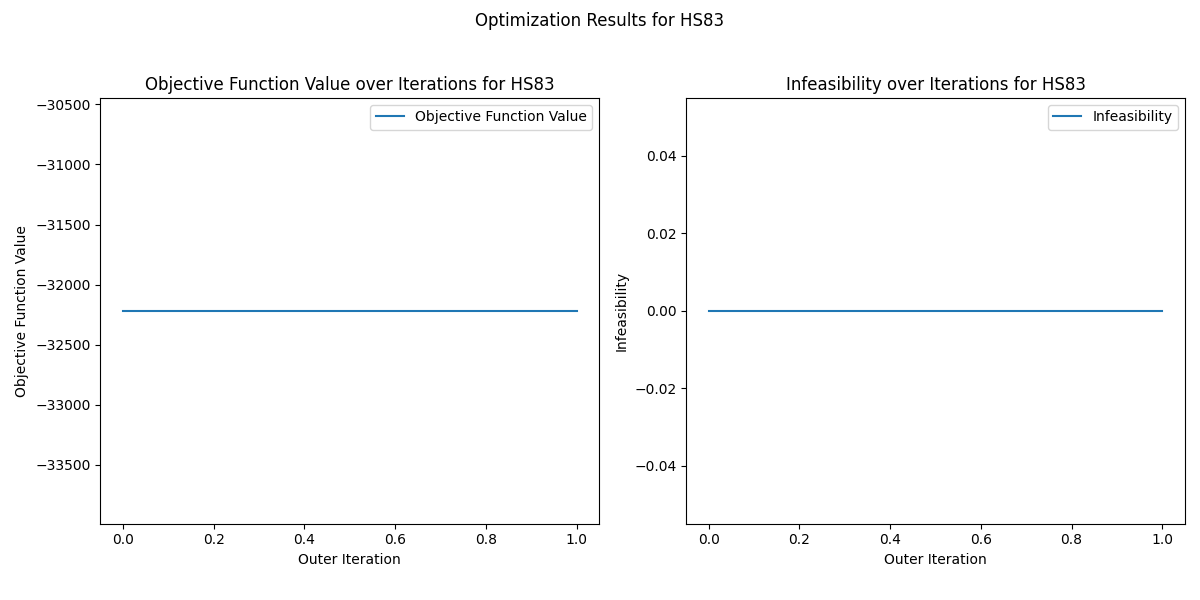 Optimization Results for HS83
Objective Function Value over Iterations for HS83
Objective Function Value
−30500
−31000
−31500
−32000
−32500
−33000
−33500
Objective Function Value
0.0 0.2 0.4 0.6 0.8 1.0
Outer Iteration
Infeasibility over Iterations for HS83
Infeasibility
0.04
0.02
0.00
−0.02
−0.04
Infeasibility
0.0 0.2 0.4 0.6 0.8 1.0
Outer Iteration